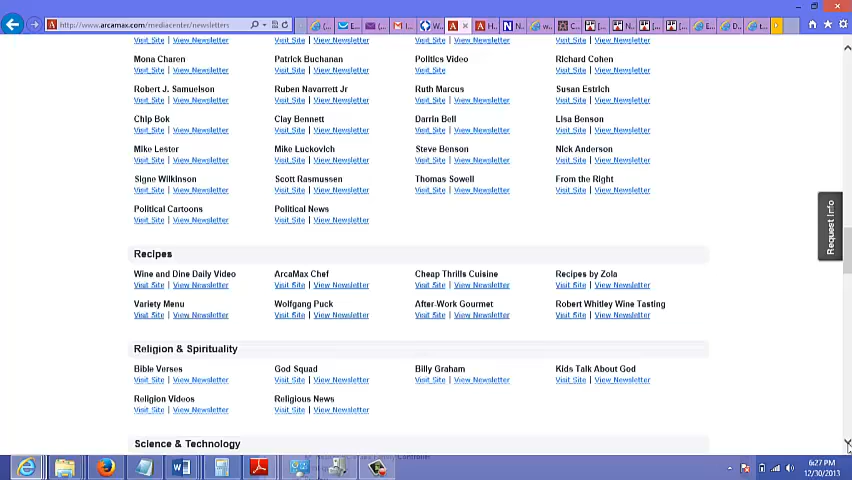 http://www.arcamax.com/mediacenter/newsletters
Visit Site | View Newsletter Visit Site | View Newsletter Visit Site | View Newsletter Visit Site | View Newsletter
Mona Charen Patrick Buchanan Politics Video Richard Cohen
Visit Site | View Newsletter Visit Site | View Newsletter Visit Site Visit Site | View Newsletter
Robert J. Samuelson Ruben Navarrett Jr Ruth Marcus Susan Estrich
Visit Site | View Newsletter Visit Site | View Newsletter Visit Site | View Newsletter Visit Site | View Newsletter
Chip Bok Clay Bennett Darrin Bell Lisa Benson
Visit Site | View Newsletter Visit Site | View Newsletter Visit Site | View Newsletter Visit Site | View Newsletter
Mike Lester Mike Luckovich Steve Benson Nick Anderson
Visit Site | View Newsletter Visit Site | View Newsletter Visit Site | View Newsletter Visit Site | View Newsletter
Signe Wilkinson Scott Rasmussen Thomas Sowell From the Right
Visit Site | View Newsletter Visit Site | View Newsletter Visit Site | View Newsletter Visit Site | View Newsletter
Political Cartoons Political News
Visit Site | View Newsletter Visit Site | View Newsletter
Request Info
Recipes
Wine and Dine Daily Video ArcaMax Chef Cheap Thrills Cuisine Recipes by Zola
Visit Site | View Newsletter Visit Site | View Newsletter Visit Site | View Newsletter Visit Site | View Newsletter
Variety Menu Wolfgang Puck After-Work Gourmet Robert Whitley Wine Tasting
Visit Site | View Newsletter Visit Site | View Newsletter Visit Site | View Newsletter Visit Site | View Newsletter
Religion & Spirituality
Bible Verses God Squad Billy Graham Kids Talk About God
Visit Site | View Newsletter Visit Site | View Newsletter Visit Site | View Newsletter Visit Site | View Newsletter
Religion Videos Religious News
Visit Site | View Newsletter Visit Site | View Newsletter
Science & Technology
6:27 PM
12/30/2013